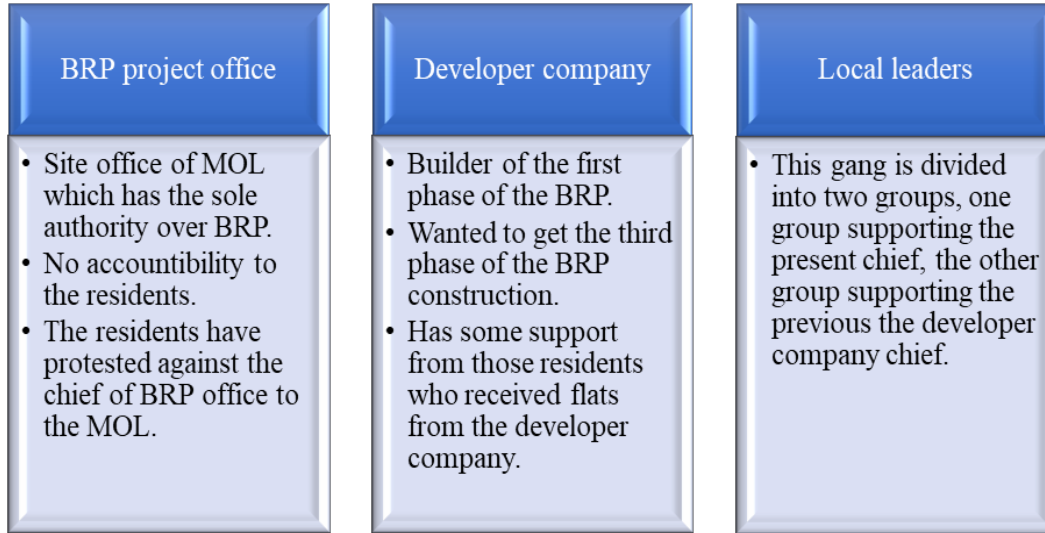 BRP project office
• Site office of MOL
which has the sole
authority over BRP.
• No accountibility to
the residents.
• The residents have
protested against the
chief of BRP office to
the MOL.
Developer company
• Builder of the first
phase of the BRP.
• Wanted to get the third
phase of the BRP
construction.
• Has some support
from those residents
who received flats
from the developer
company.
Local leaders
• This gang is divided
into two groups, one
group supporting the
present chief, the other
group supporting the
previous the developer
company chief.